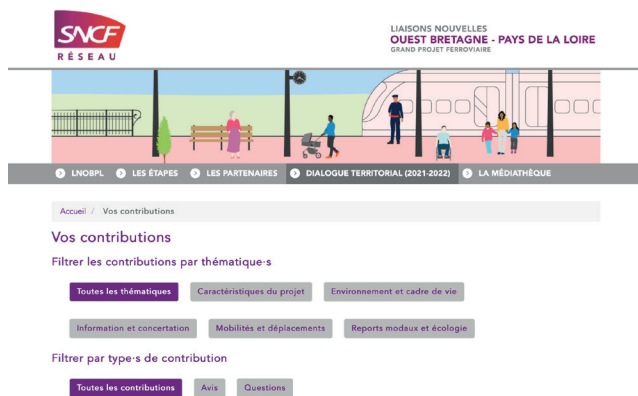 SNCF
RÉSEAU
LIAISONS NOUVELLES
OUEST BRETAGNE - PAYS DE LA LOIRE
GRAND PROJET FERROVIAIRE
LNOBPL LES ÉTAPES LES PARTENAIRES DIALOGUE TERRITORIAL (2021-2022) LA MÉDIATHÈQUE
Accueil / Vos contributions
Vos contributions
Filtrer les contributions par thématique·s
Toutes les thématiques Caractéristiques du projet Environnement et cadre de vie
Information et concertation Mobilités et déplacements Reports modaux et écologie
Filtrer par type·s de contribution
Toutes les contributions Avis Questions